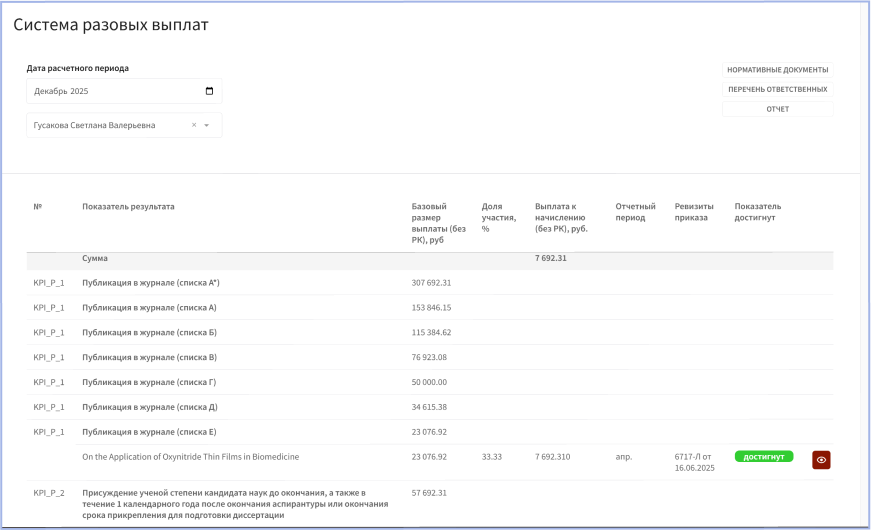 Система разовых выплат
Дата расчетного периода
Декабрь 2025
Гусакова Светлана Валерьевна × 
НОРМАТИВНЫЕ ДОКУМЕНТЫ
ПЕРЕЧЕНЬ ОТВЕТСТВЕННЫХ
ОТЧЕТ
№ Показатель результата Базовый размер выплаты (без РК), руб Доля участия, % Выплата к начислению (без РК), руб. Отчетный период Ревизиты приказа Показатель достигнут
Сумма 7 692.31
KPI_P_1 Публикация в журнале (списка А*) 307 692.31
KPI_P_1 Публикация в журнале (списка А) 153 846.15
KPI_P_1 Публикация в журнале (списка Б) 115 384.62
KPI_P_1 Публикация в журнале (списка В) 76 923.08
KPI_P_1 Публикация в журнале (списка Г) 50 000.00
KPI_P_1 Публикация в журнале (списка Д) 34 615.38
KPI_P_1 Публикация в журнале (списка Е) 23 076.92
On the Application of Oxynitride Thin Films in Biomedicine 23 076.92 33.33 7 692.310 апр. 6717-Л от 16.06.2025 достигнут
KPI_P_2 Присуждение ученой степени кандидата наук до окончания, а также в 57 692.31
течение 1 календарного года после окончания аспирантуры или окончания
срока прикрепления для подготовки диссертации